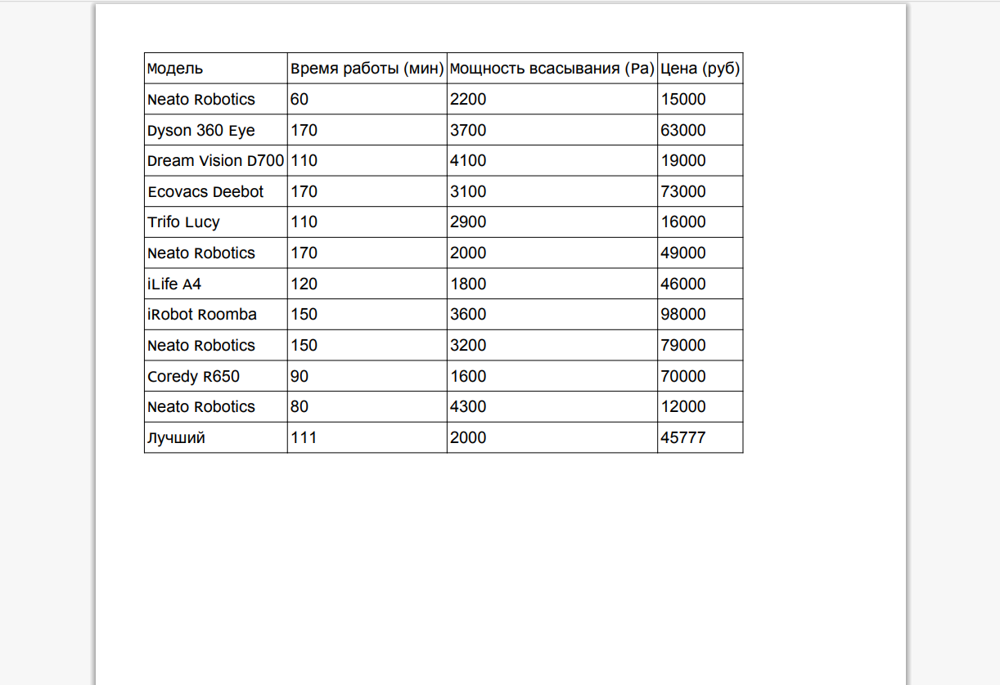 Модель Время работы (мин) Мощность всасывания (Pa) Цена (руб)
Neato Robotics 60 2200 15000
Dyson 360 Eye 170 3700 63000
Dream Vision D700 110 4100 19000
Ecovacs Deebot 170 3100 73000
Trifo Lucy 110 2900 16000
Neato Robotics 170 2000 49000
iLife A4 120 1800 46000
iRobot Roomba 150 3600 98000
Neato Robotics 150 3200 79000
Coredy R650 90 1600 70000
Neato Robotics 80 4300 12000
Лучший 111 2000 45777